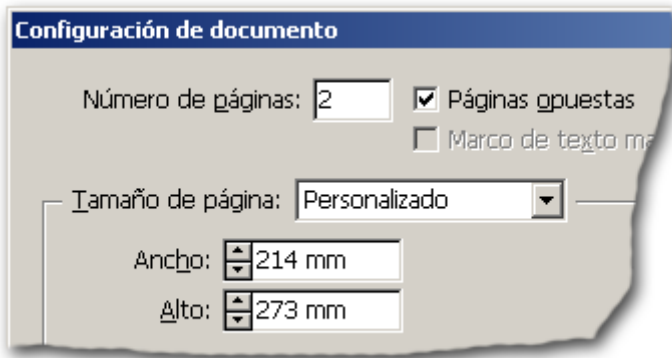 Configuración de documento
Número de páginas: 2 Páginas opuestas
Marco de texto
Tamaño de página: Personalizado
Ancho: 214 mm
Alto: 273 mm